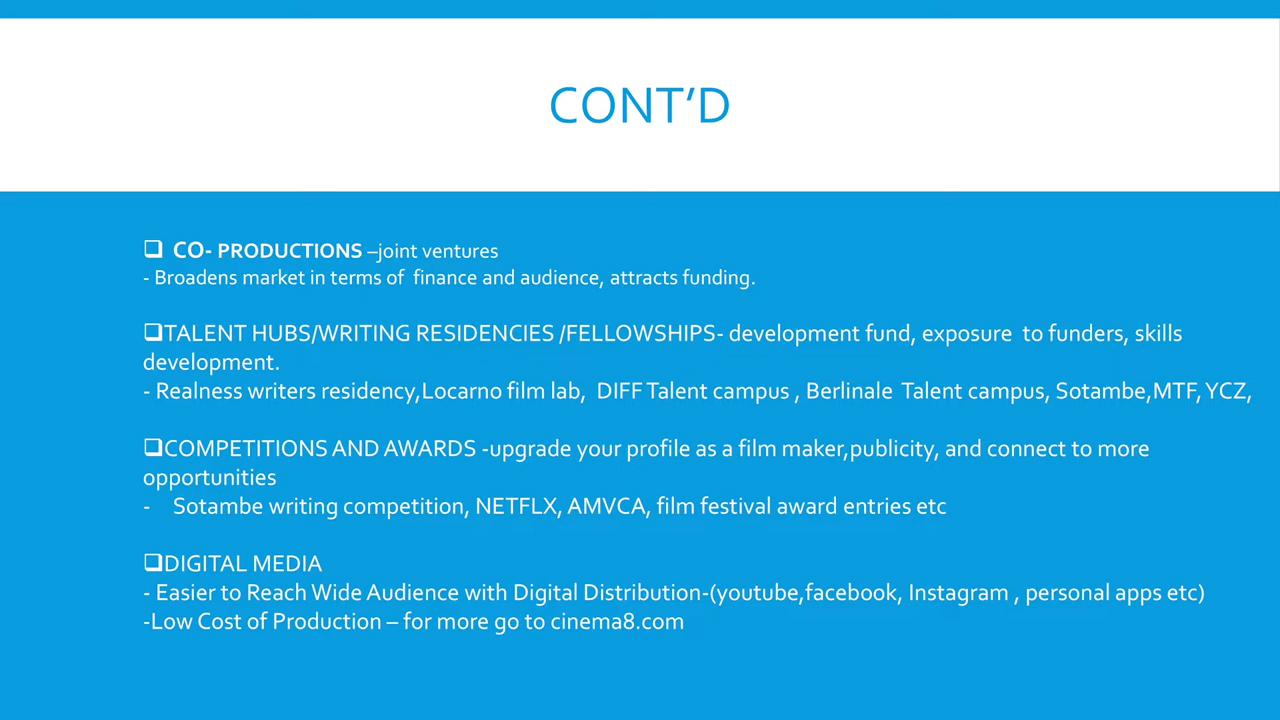 CONT’D
❑ CO- PRODUCTIONS –joint ventures
- Broadens market in terms of finance and audience, attracts funding.
❑TALENT HUBS/WRITING RESIDENCIES /FELLOWSHIPS- development fund, exposure to funders, skills
development.
- Realness writers residency,Locarno film lab, DIFF Talent campus , Berlinale Talent campus, Sotambe,MTF, YCZ,
❑COMPETITIONS AND AWARDS -upgrade your profile as a film maker,publicity, and connect to more
opportunities
- Sotambe writing competition, NETFLX, AMVCA, film festival award entries etc
❑DIGITAL MEDIA
- Easier to Reach Wide Audience with Digital Distribution-(youtube,facebook, Instagram , personal apps etc)
-Low Cost of Production – for more go to cinema8.com